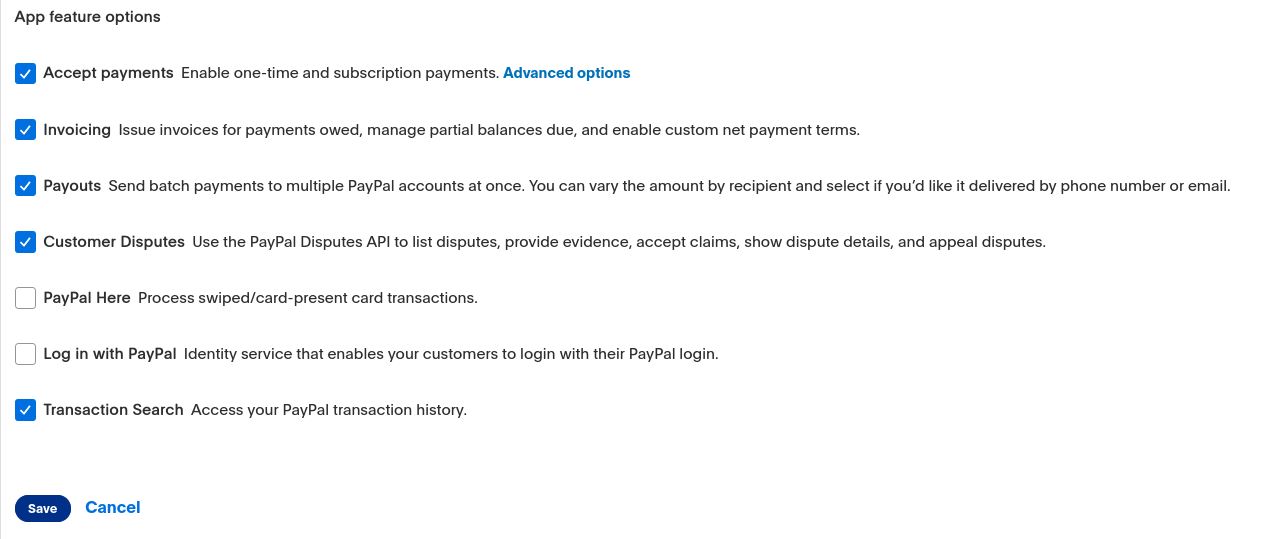 App feature options
Accept payments Enable one-time and subscription payments. Advanced options
Invoicing Issue invoices for payments owed, manage partial balances due, and enable custom net payment terms.
Payouts Send batch payments to multiple PayPal accounts at once. You can vary the amount by recipient and select if you’d like it delivered by phone number or email.
Customer Disputes Use the PayPal Disputes API to list disputes, provide evidence, accept claims, show dispute details, and appeal disputes.
PayPal Here Process swiped/card-present card transactions.
Log in with PayPal Identity service that enables your customers to login with their PayPal login.
Transaction Search Access your PayPal transaction history.
Save Cancel